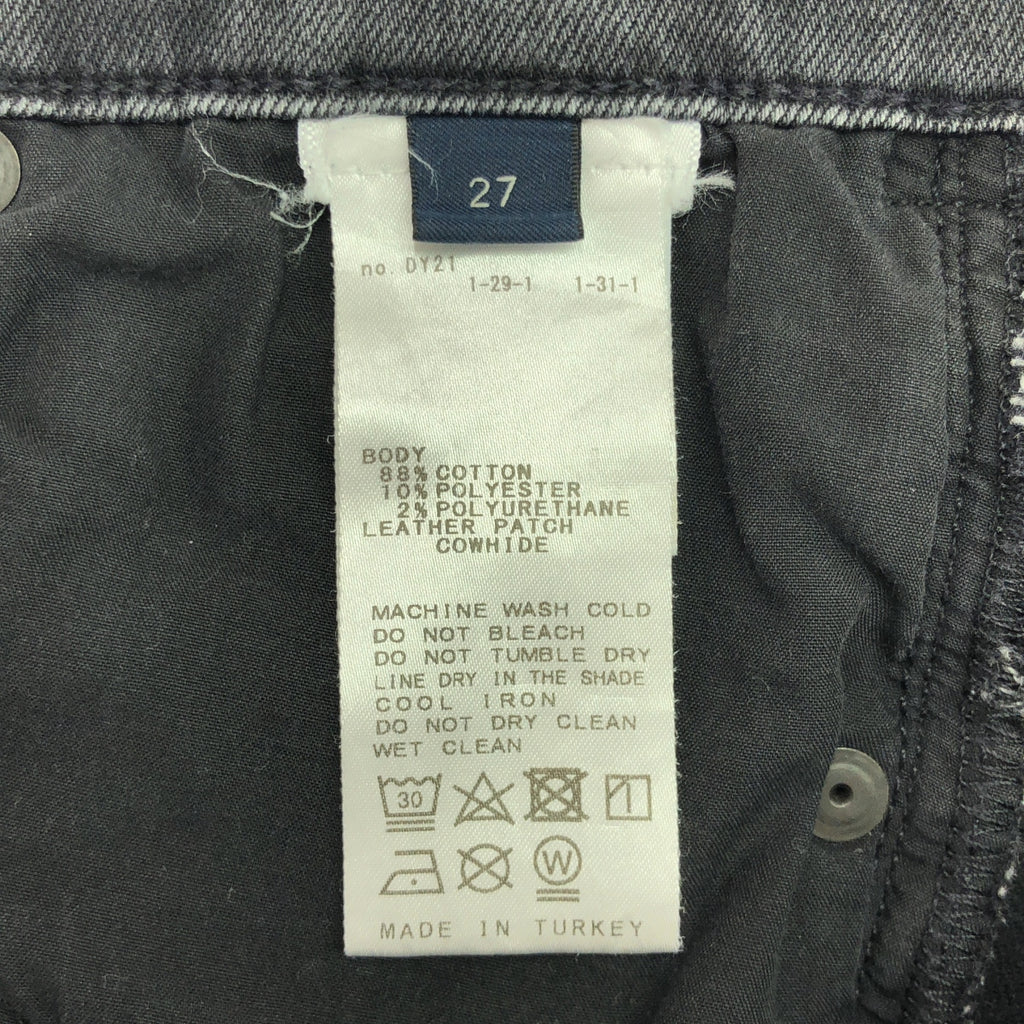 27
no. DY21
1-29-1 1-31-1
BODY
88% COTTON
10% POLYESTER
2% POLYURETHANE
LEATHER PATCH
COWHIDE
MACHINE WASH COLD
DO NOT BLEACH
DO NOT TUMBLE DRY
LINE DRY IN THE SHADE
COOL IRON
DO NOT DRY CLEAN
WET CLEAN
30
W
MADE IN TURKEY